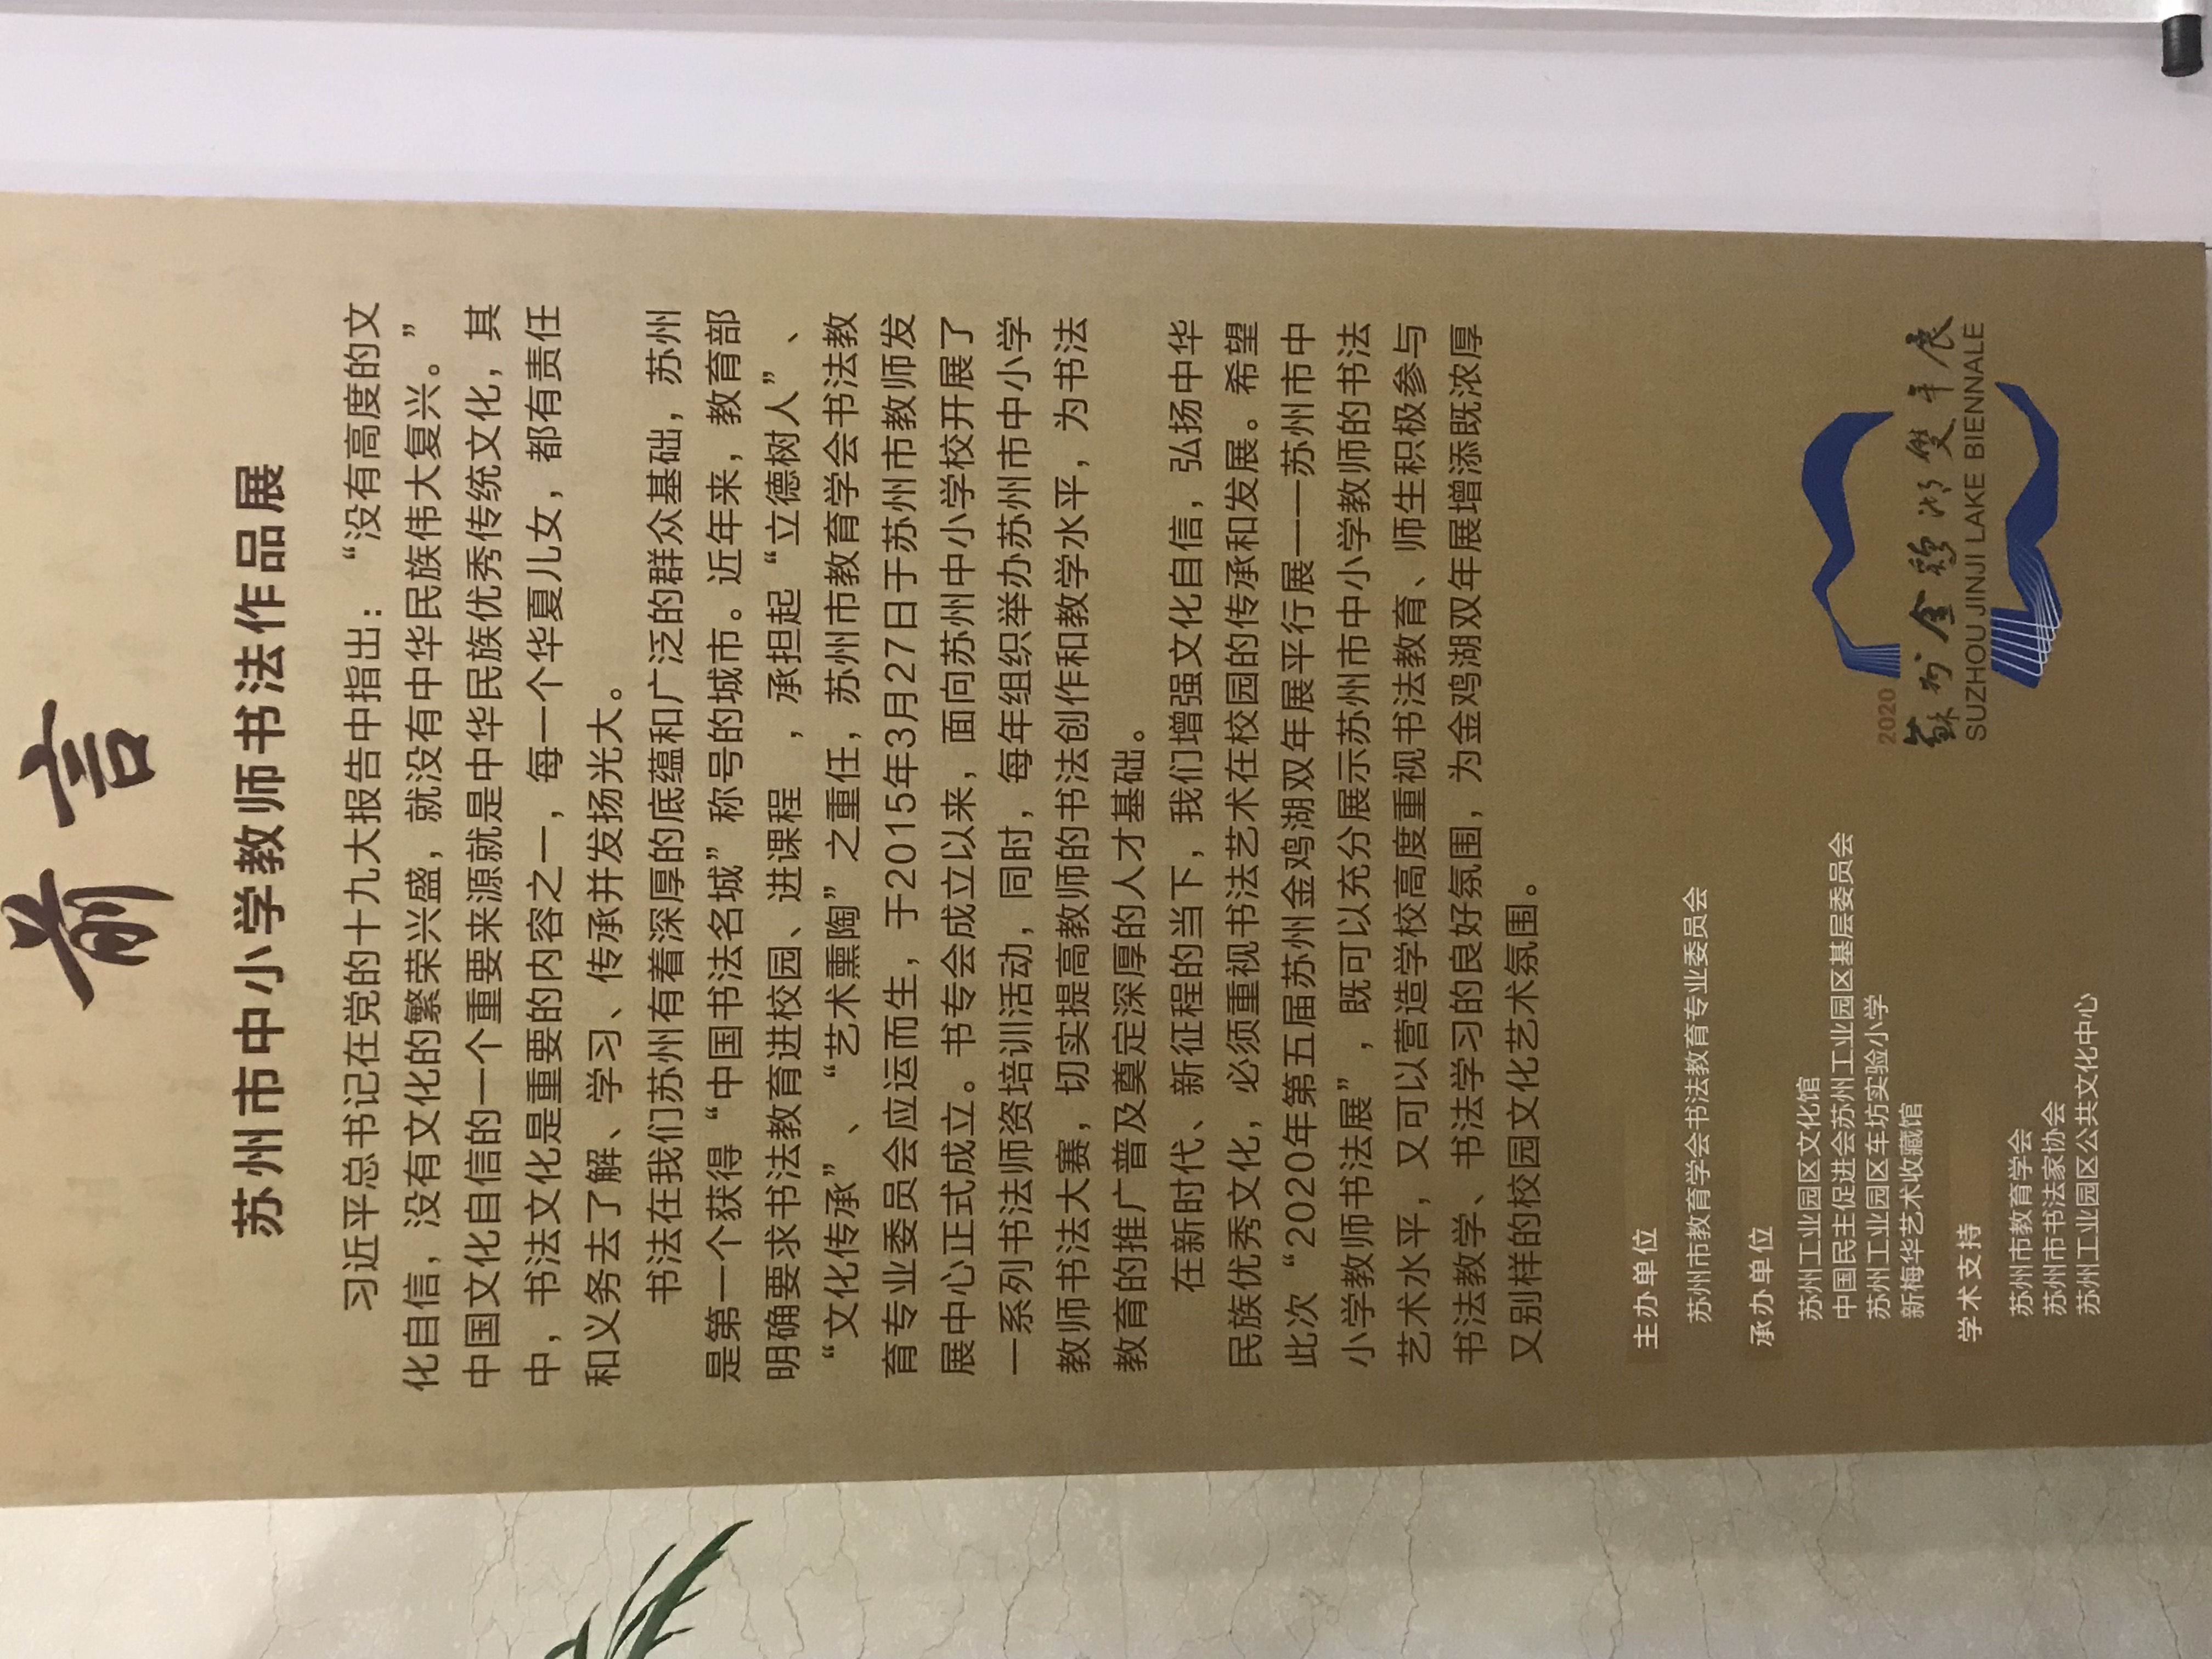 前言
苏州市中小学教师书法作品展
习近平总书记在党的十九大报告中指出：“没有高度的文
化自信，没有文化的繁荣兴盛，就没有中华民族伟大复兴。”
中国文化自信的一个重要来源就是中华民族优秀传统文化，其
中，书法文化是重要的内容之一，每一个华夏儿女，都有责任
和义务去了解、学习、传承并发扬光大。
书法在我们苏州有着深厚的底蕴和广泛的群众基础，苏州
是第一个获得“中国书法名城”称号的城市。近年来，教育部
明确要求书法教育进校园、进课程，承担起“立德树人”、
“文化传承”、“艺术熏陶”之重任，苏州市教育学会书法教
育专业委员会应运而生，于2015年3月27日于苏州市教师发
展中心正式成立。书专会成立以来，面向苏州中小学校开展了
一系列书法师资培训活动，同时，每年组织举办苏州市中小学
教师书法大赛，切实提高教师的书法创作和教学水平，为书法
教育的推广普及奠定深厚的人才基础。
在新时代、新征程的当下，我们增强文化自信，弘扬中华
民族优秀文化，必须重视书法艺术在校园的传承和发展。希望
此次“2020年第五届苏州金鸡湖双年展平行展——苏州市中
小学教师书法展”，既可以充分展示苏州市中小学教师的书法
艺术水平，又可以营造学校高度重视书法教育、师生积极参与
书法教学、书法学习的良好氛围，为金鸡湖双年展增添既浓厚
又别样的校园文化艺术氛围。
主办单位
苏州市教育学会书法教育专业委员会
承办单位
苏州工业园区文化馆
中国民主促进会苏州工业园区基层委员会
苏州工业园区车坊实验小学
新梅华艺术收藏馆
学术支持
苏州市教育学会
苏州市书法家协会
苏州工业园区公共文化中心
2020
蘇州金鷄湖雙年展
SUZHOU JINJI LAKE BIENNALE